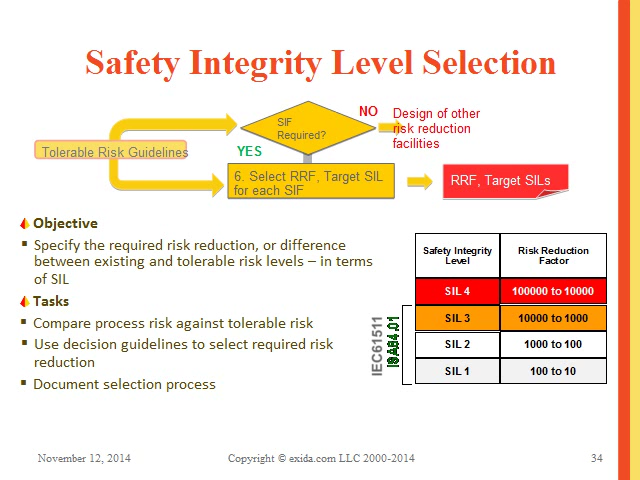 Safety Integrity Level Selection
SIF
Required?
NO
Design of other
risk reduction
facilities
Tolerable Risk Guidelines
YES
6. Select RRF, Target SIL
for each SIF
RRF, Target SILs
Objective
Specify the required risk reduction, or difference
between existing and tolerable risk levels – in terms
of SIL
Tasks
Compare process risk against tolerable risk
Use decision guidelines to select required risk
reduction
Document selection process
Safety Integrity
Level
Risk Reduction
Factor
SIL 4
100000 to 10000
SIL 3
10000 to 1000
SIL 2
1000 to 100
SIL 1
100 to 10
IEC61511
ISA84.01
November 12, 2014
Copyright © exida.com LLC 2000-2014
34